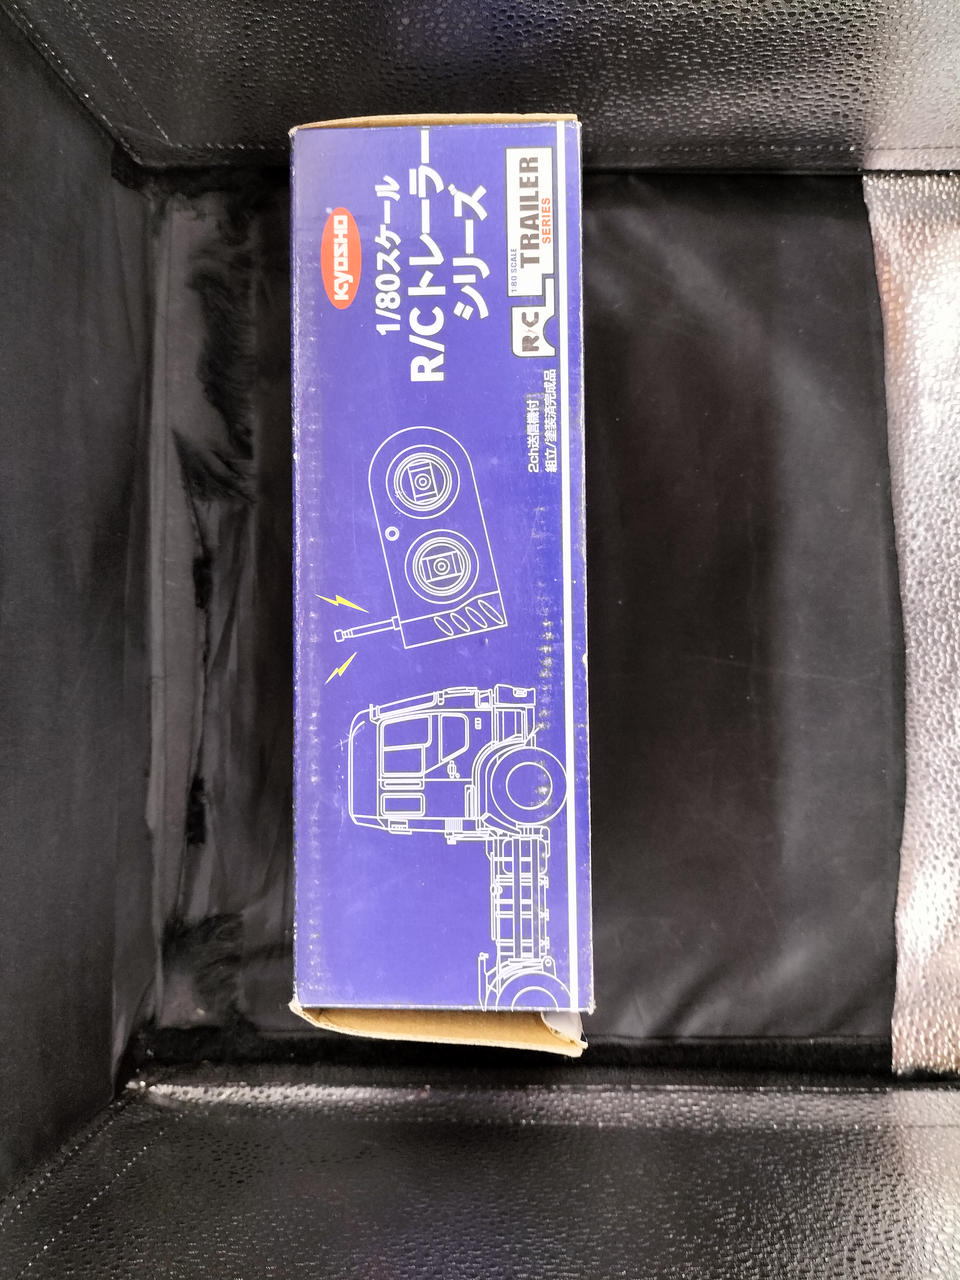 KYOSHO
1/80スケール
R/Cトレーラー
シリーズ
1:80 SCALE
R/C TRAILER
SERIES
2ch送信機付
組立/塗装済完成品